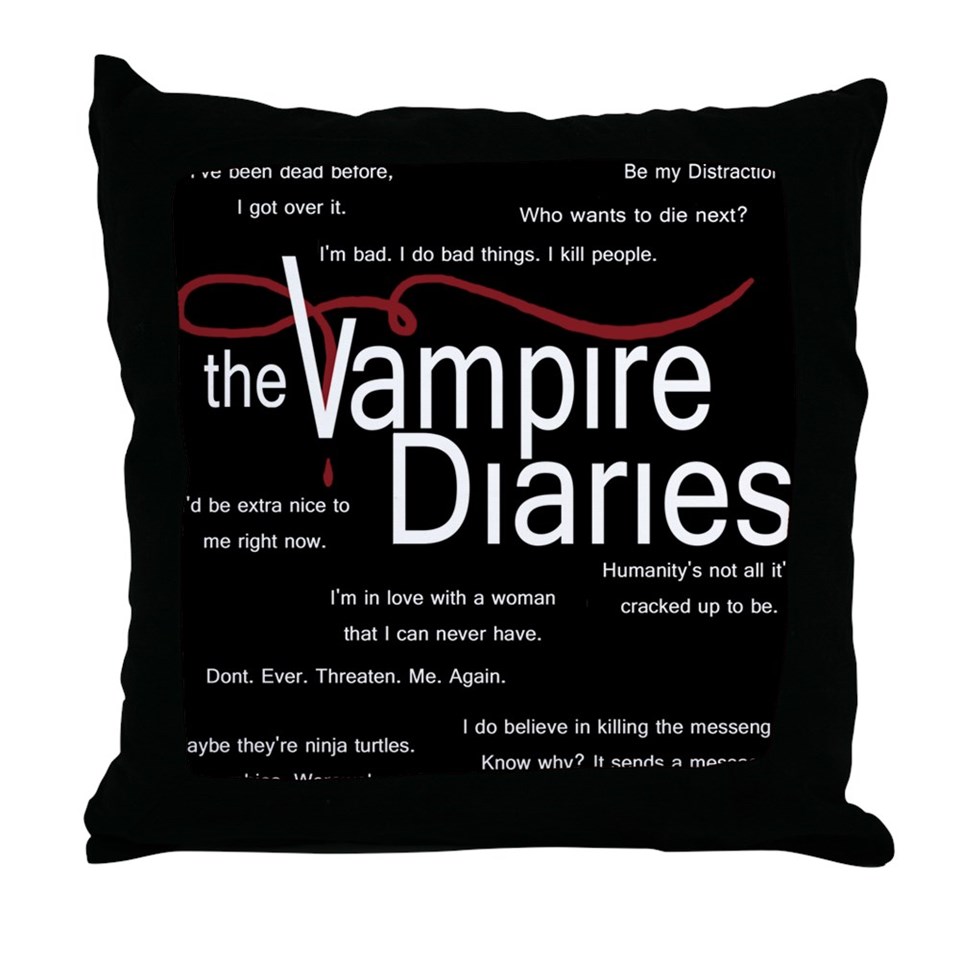 I've been dead before,
Be my Distraction
I got over it.
Who wants to die next?
I'm bad. I do bad things. I kill people.
the Vampire
Diaries
'd be extra nice to
me right now.
Humanity's not all it'
cracked up to be.
I'm in love with a woman
that I can never have.
Dont. Ever. Threaten. Me. Again.
I do believe in killing the messeng
aybe they're ninja turtles.
Know why? It sends a message